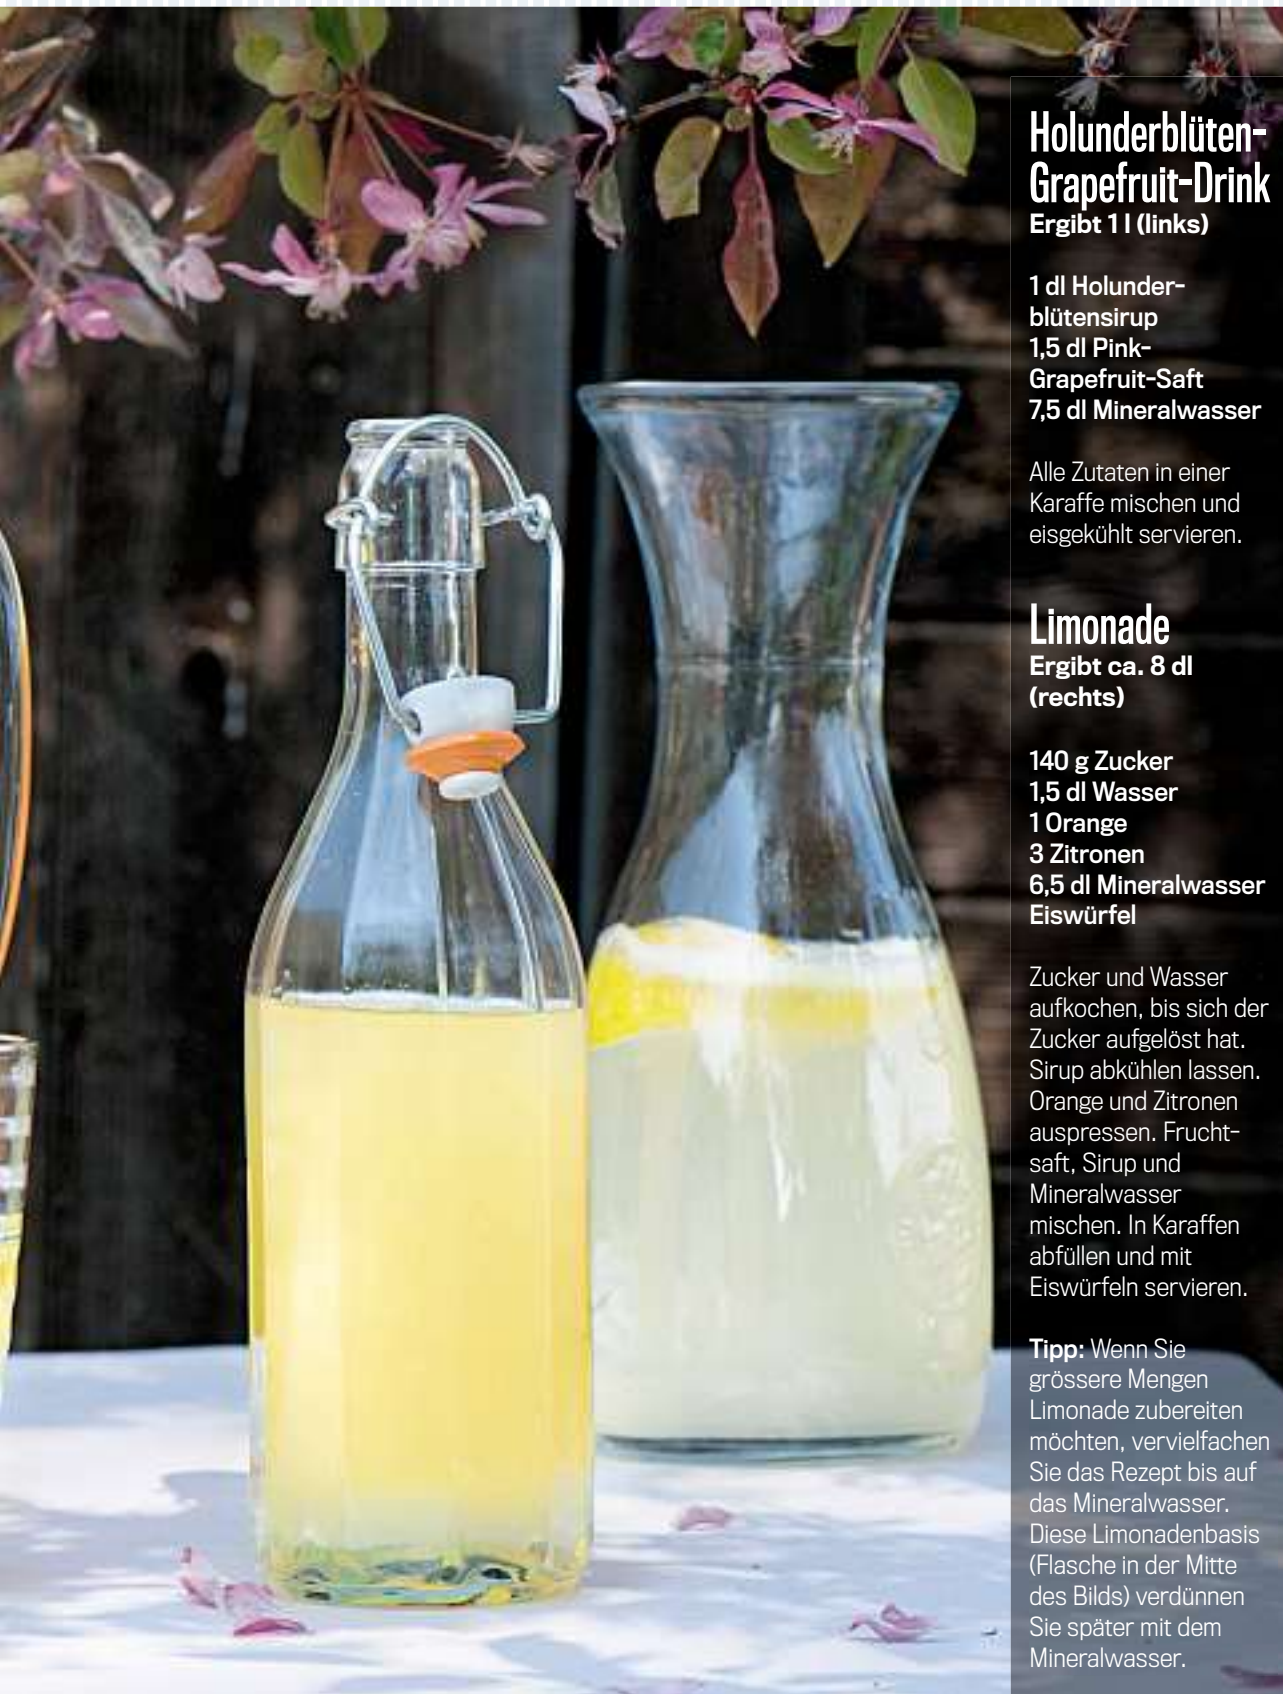 Holunderblüten-
Grapefruit-Drink
Ergibt 1 l (links)
1 dl Holunder-
blütensirup
1,5 dl Pink-
Grapefruit-Saft
7,5 dl Mineralwasser
Alle Zutaten in einer
Karaffe mischen und
eisgekühlt servieren.
Limonade
Ergibt ca. 8 dl
(rechts)
140 g Zucker
1,5 dl Wasser
1 Orange
3 Zitronen
6,5 dl Mineralwasser
Eiswürfel
Zucker und Wasser
aufkochen, bis sich der
Zucker aufgelöst hat.
Sirup abkühlen lassen.
Orange und Zitronen
auspressen. Frucht-
saft, Sirup und
Mineralwasser
mischen. In Karaffen
abfüllen und mit
Eiswürfeln servieren.
Tipp: Wenn Sie
grössere Mengen
Limonade zubereiten
möchten, vervielfachen
Sie das Rezept bis auf
das Mineralwasser.
Diese Limonadenbasis
(Flasche in der Mitte
des Bilds) verdünnen
Sie später mit dem
Mineralwasser.